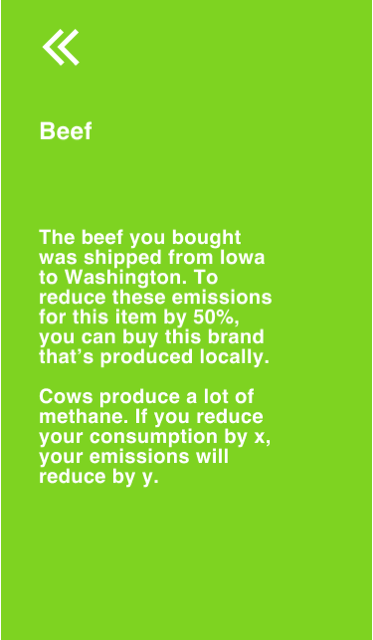 Beef
The beef you bought
was shipped from Iowa
to Washington. To
reduce these emissions
for this item by 50%,
you can buy this brand
that’s produced locally.
Cows produce a lot of
methane. If you reduce
your consumption by x,
your emissions will
reduce by y.